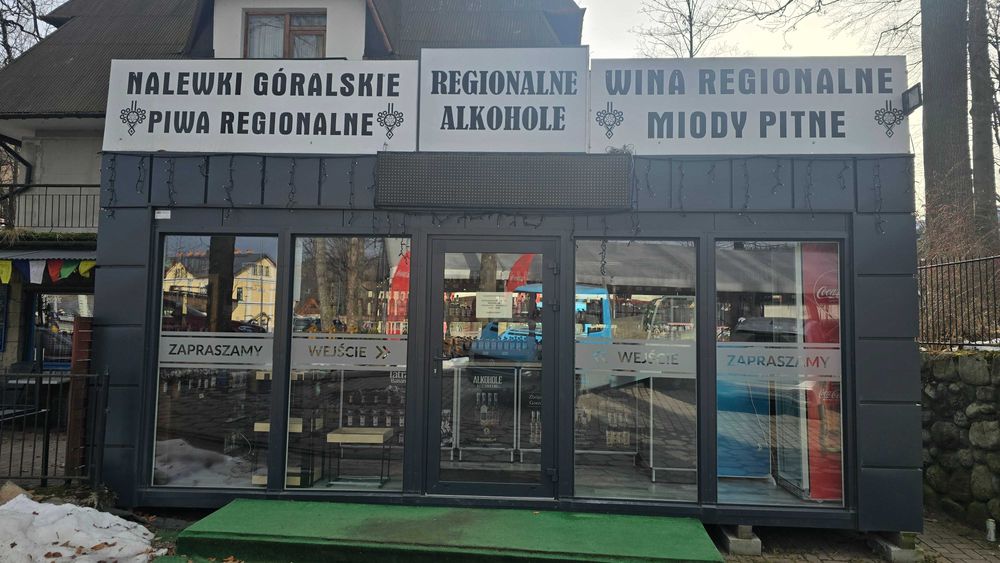 NALEWKI GÓRALSKIE
PIWA REGIONALNE
REGIONALNE
ALKOHOLE
WINA REGIONALNE
MIODY PITNE
ZAPRASZAMY
WEJŚCIE
WEJŚCIE
ZAPRASZAMY
ALKOHOLE